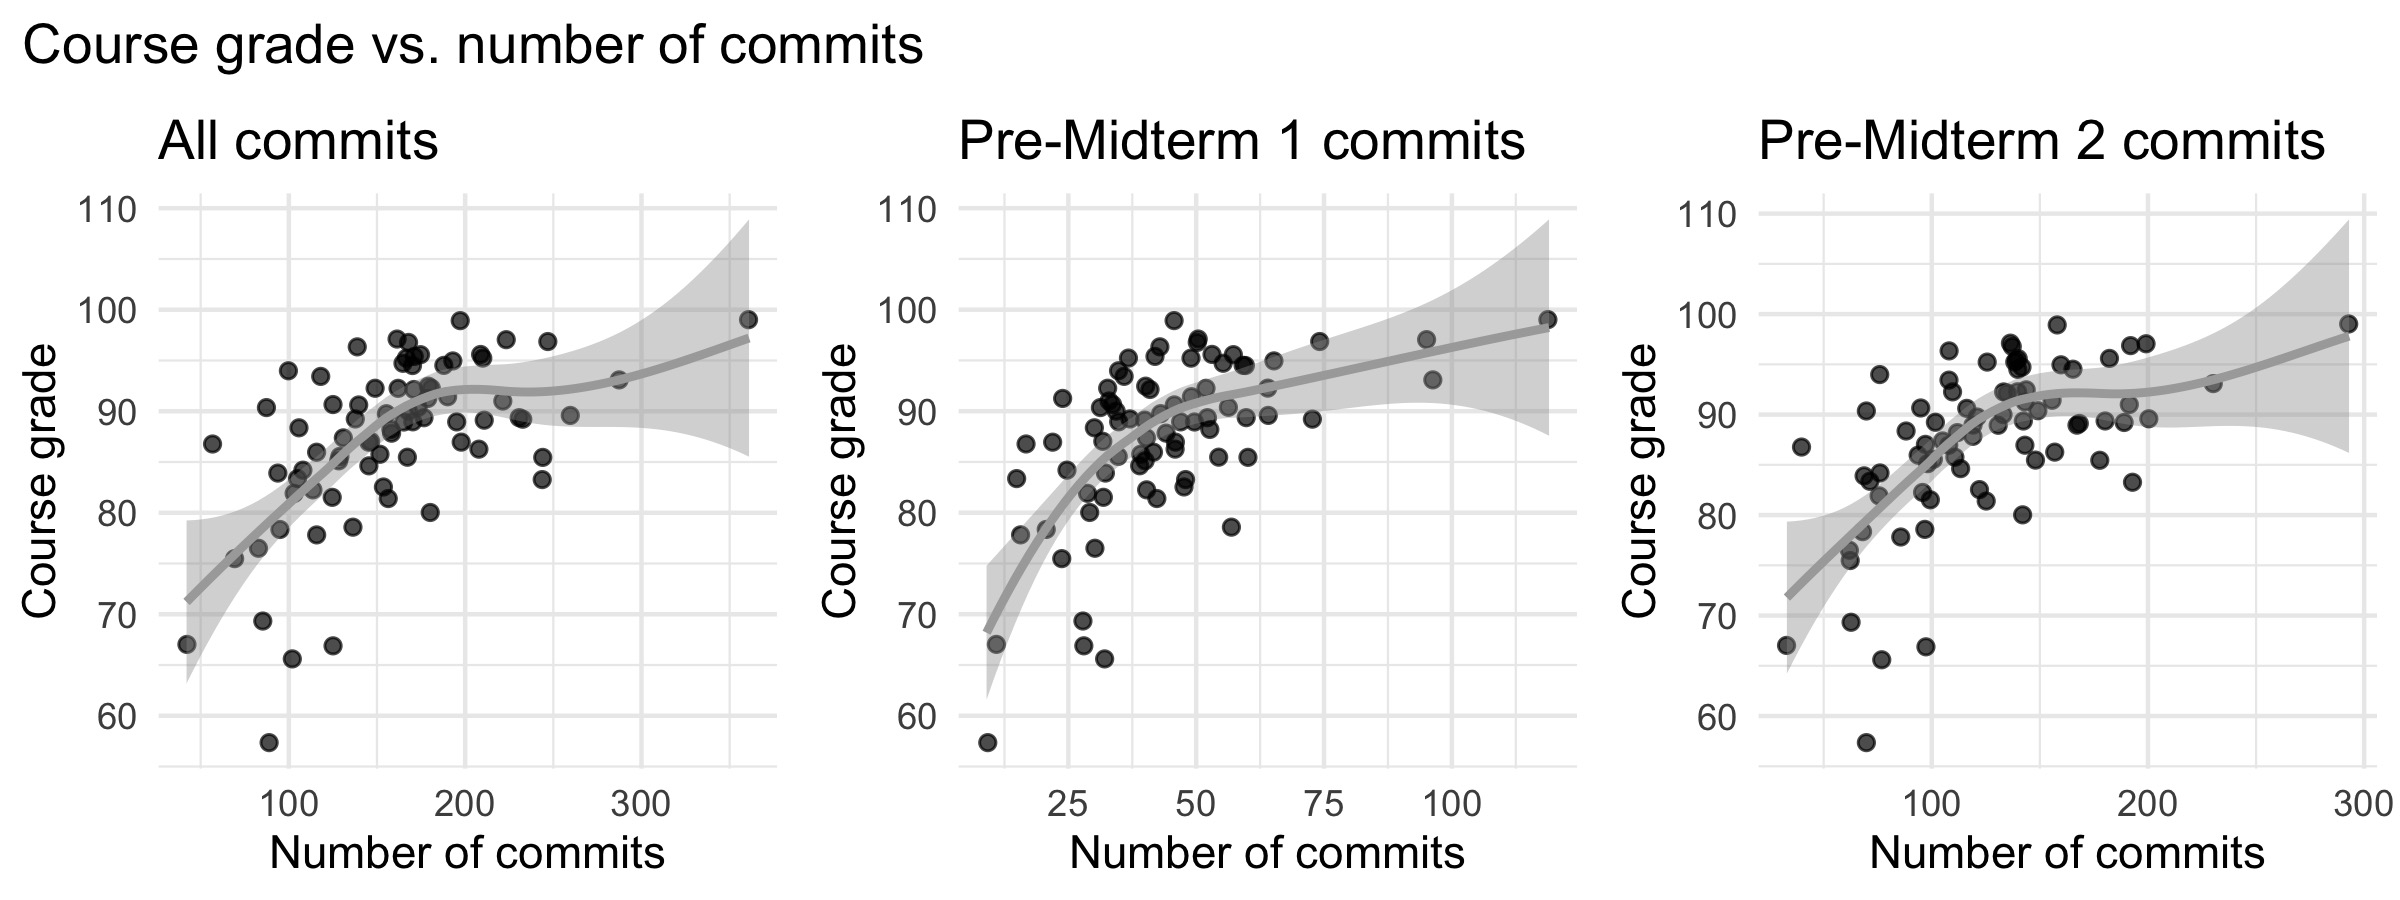 Course grade vs. number of commits
All commits
Pre-Midterm 1 commits
Pre-Midterm 2 commits
Course grade
110
100
90
80
70
60
100 200 300
Number of commits
Course grade
110
100
90
80
70
60
25 50 75 100
Number of commits
Course grade
110
100
90
80
70
60
100 200 300
Number of commits